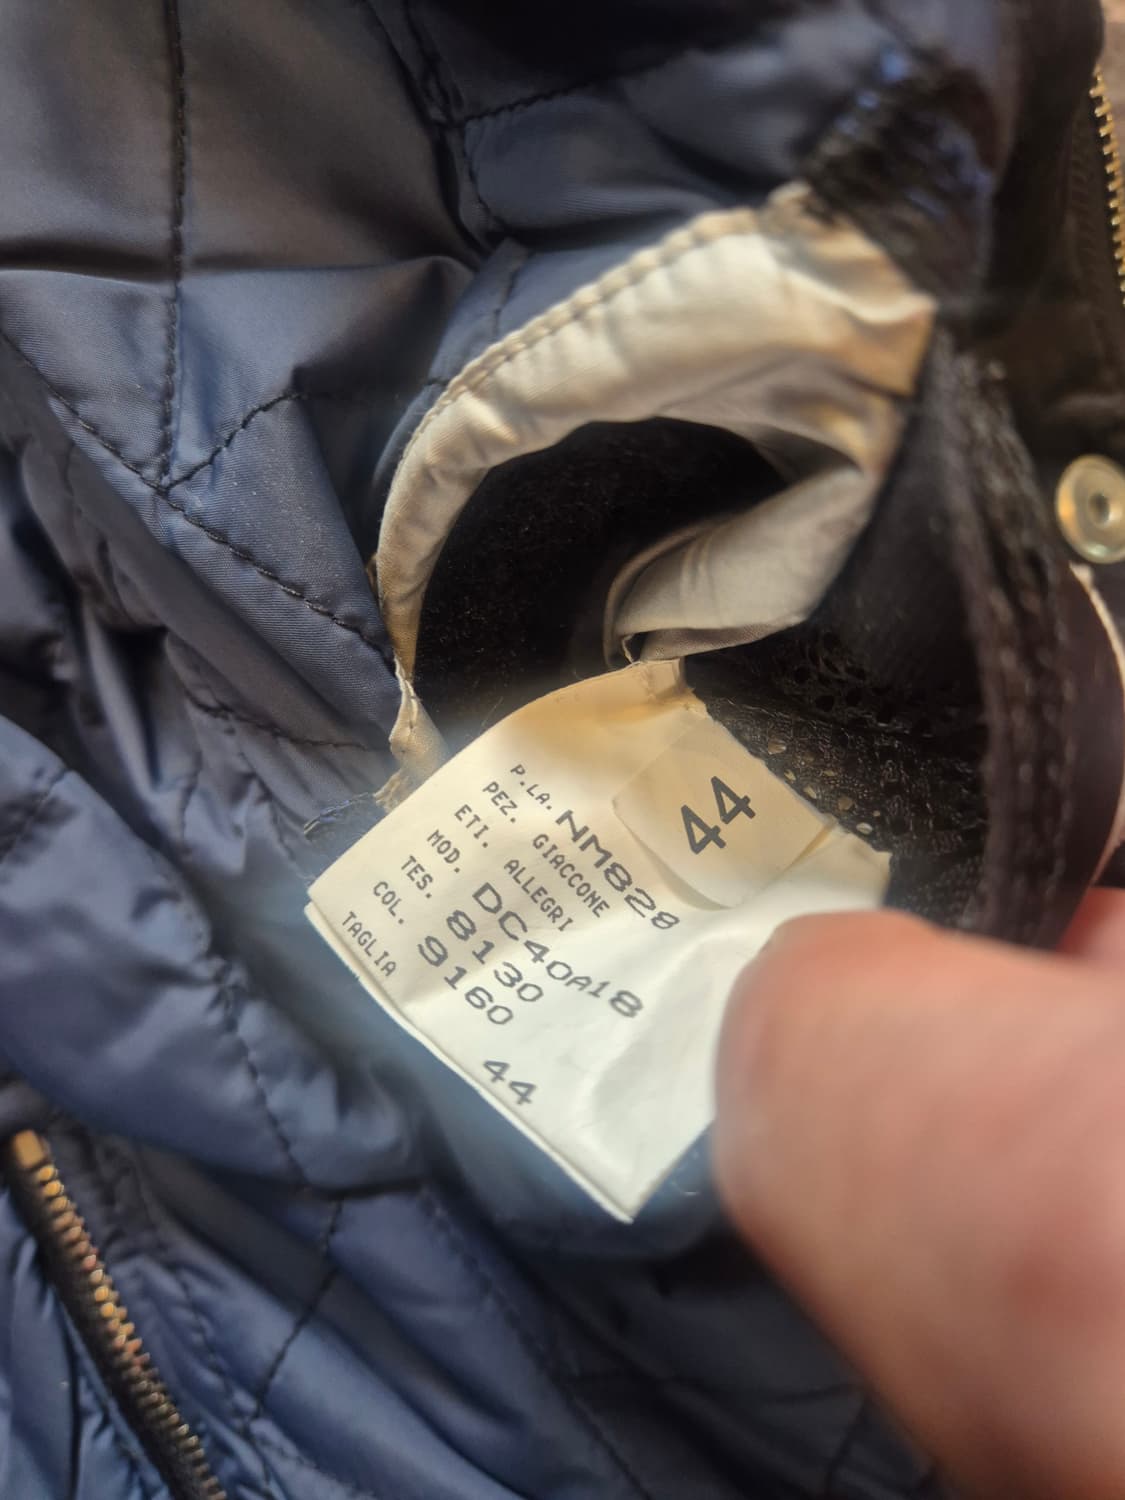 44
P.LA. NM828
PEZ. GIACCONE
ETI. ALLEGRI
MOD. DC40A18
TES. 8130
COL. 9160
TAGLIA 44